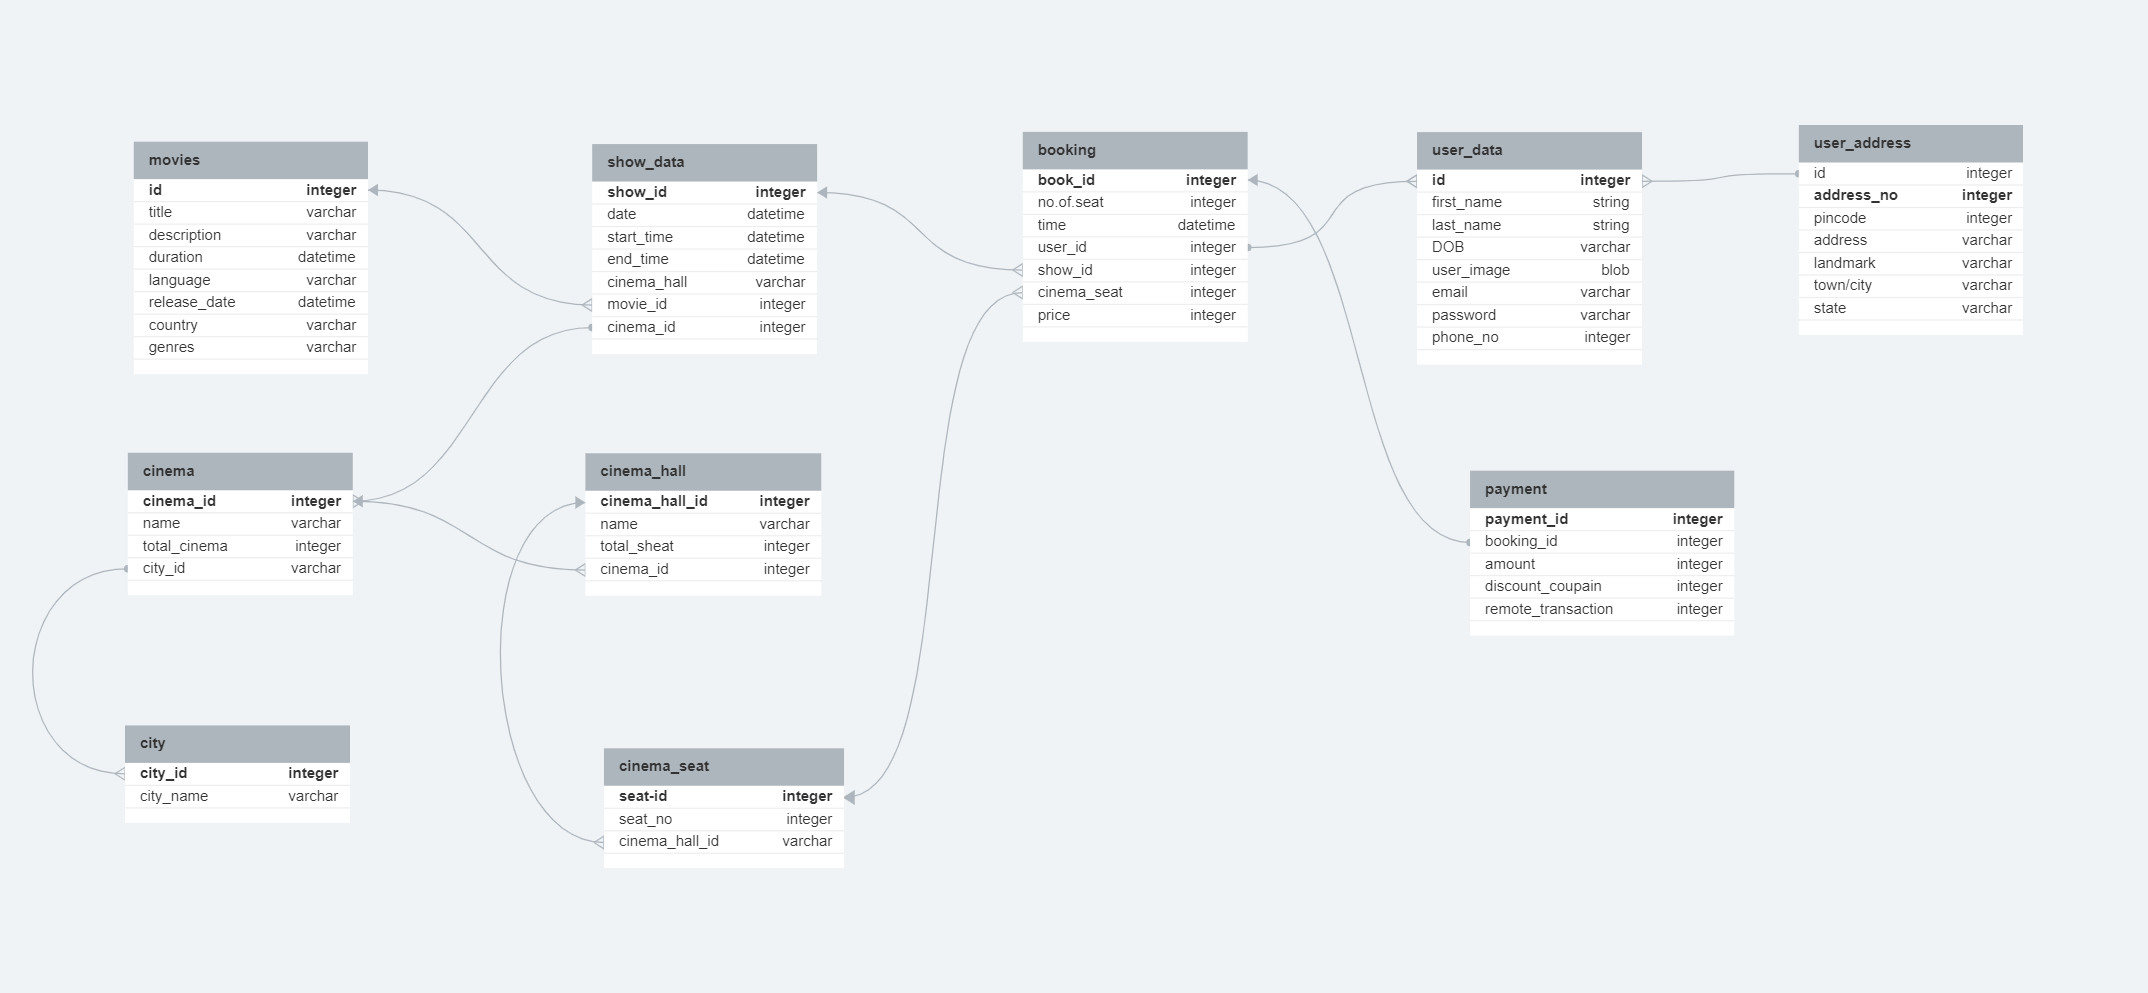 movies
id integer
title varchar
description varchar
duration datetime
language varchar
release_date datetime
country varchar
genres varchar
show_data
show_id integer
date datetime
start_time datetime
end_time datetime
cinema_hall varchar
movie_id integer
cinema_id integer
booking
book_id integer
no.of.seat integer
time datetime
user_id integer
show_id integer
cinema_seat integer
price integer
user_data
id integer
first_name string
last_name string
DOB varchar
user_image blob
email varchar
password varchar
phone_no integer
user_address
id integer
address_no integer
pincode integer
address varchar
landmark varchar
town/city varchar
state varchar
cinema
cinema_id integer
name varchar
total_cinema integer
city_id varchar
cinema_hall
cinema_hall_id integer
name varchar
total_sheat integer
cinema_id integer
payment
payment_id integer
booking_id integer
amount integer
discount_coupain integer
remote_transaction integer
city
city_id integer
city_name varchar
cinema_seat
seat-id integer
seat_no integer
cinema_hall_id varchar